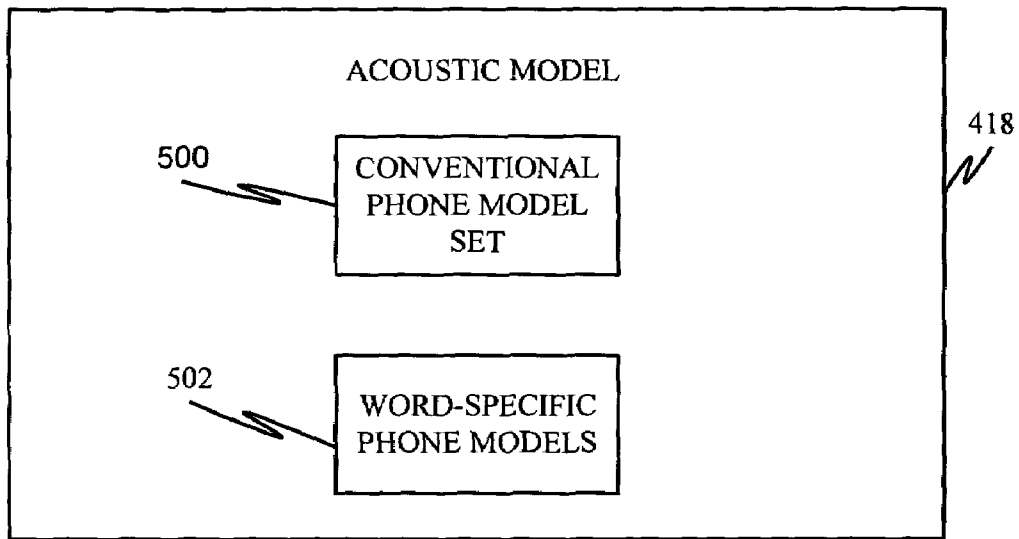 ACOUSTIC MODEL
418
500
CONVENTIONAL
PHONE MODEL
SET
502
WORD-SPECIFIC
PHONE MODELS